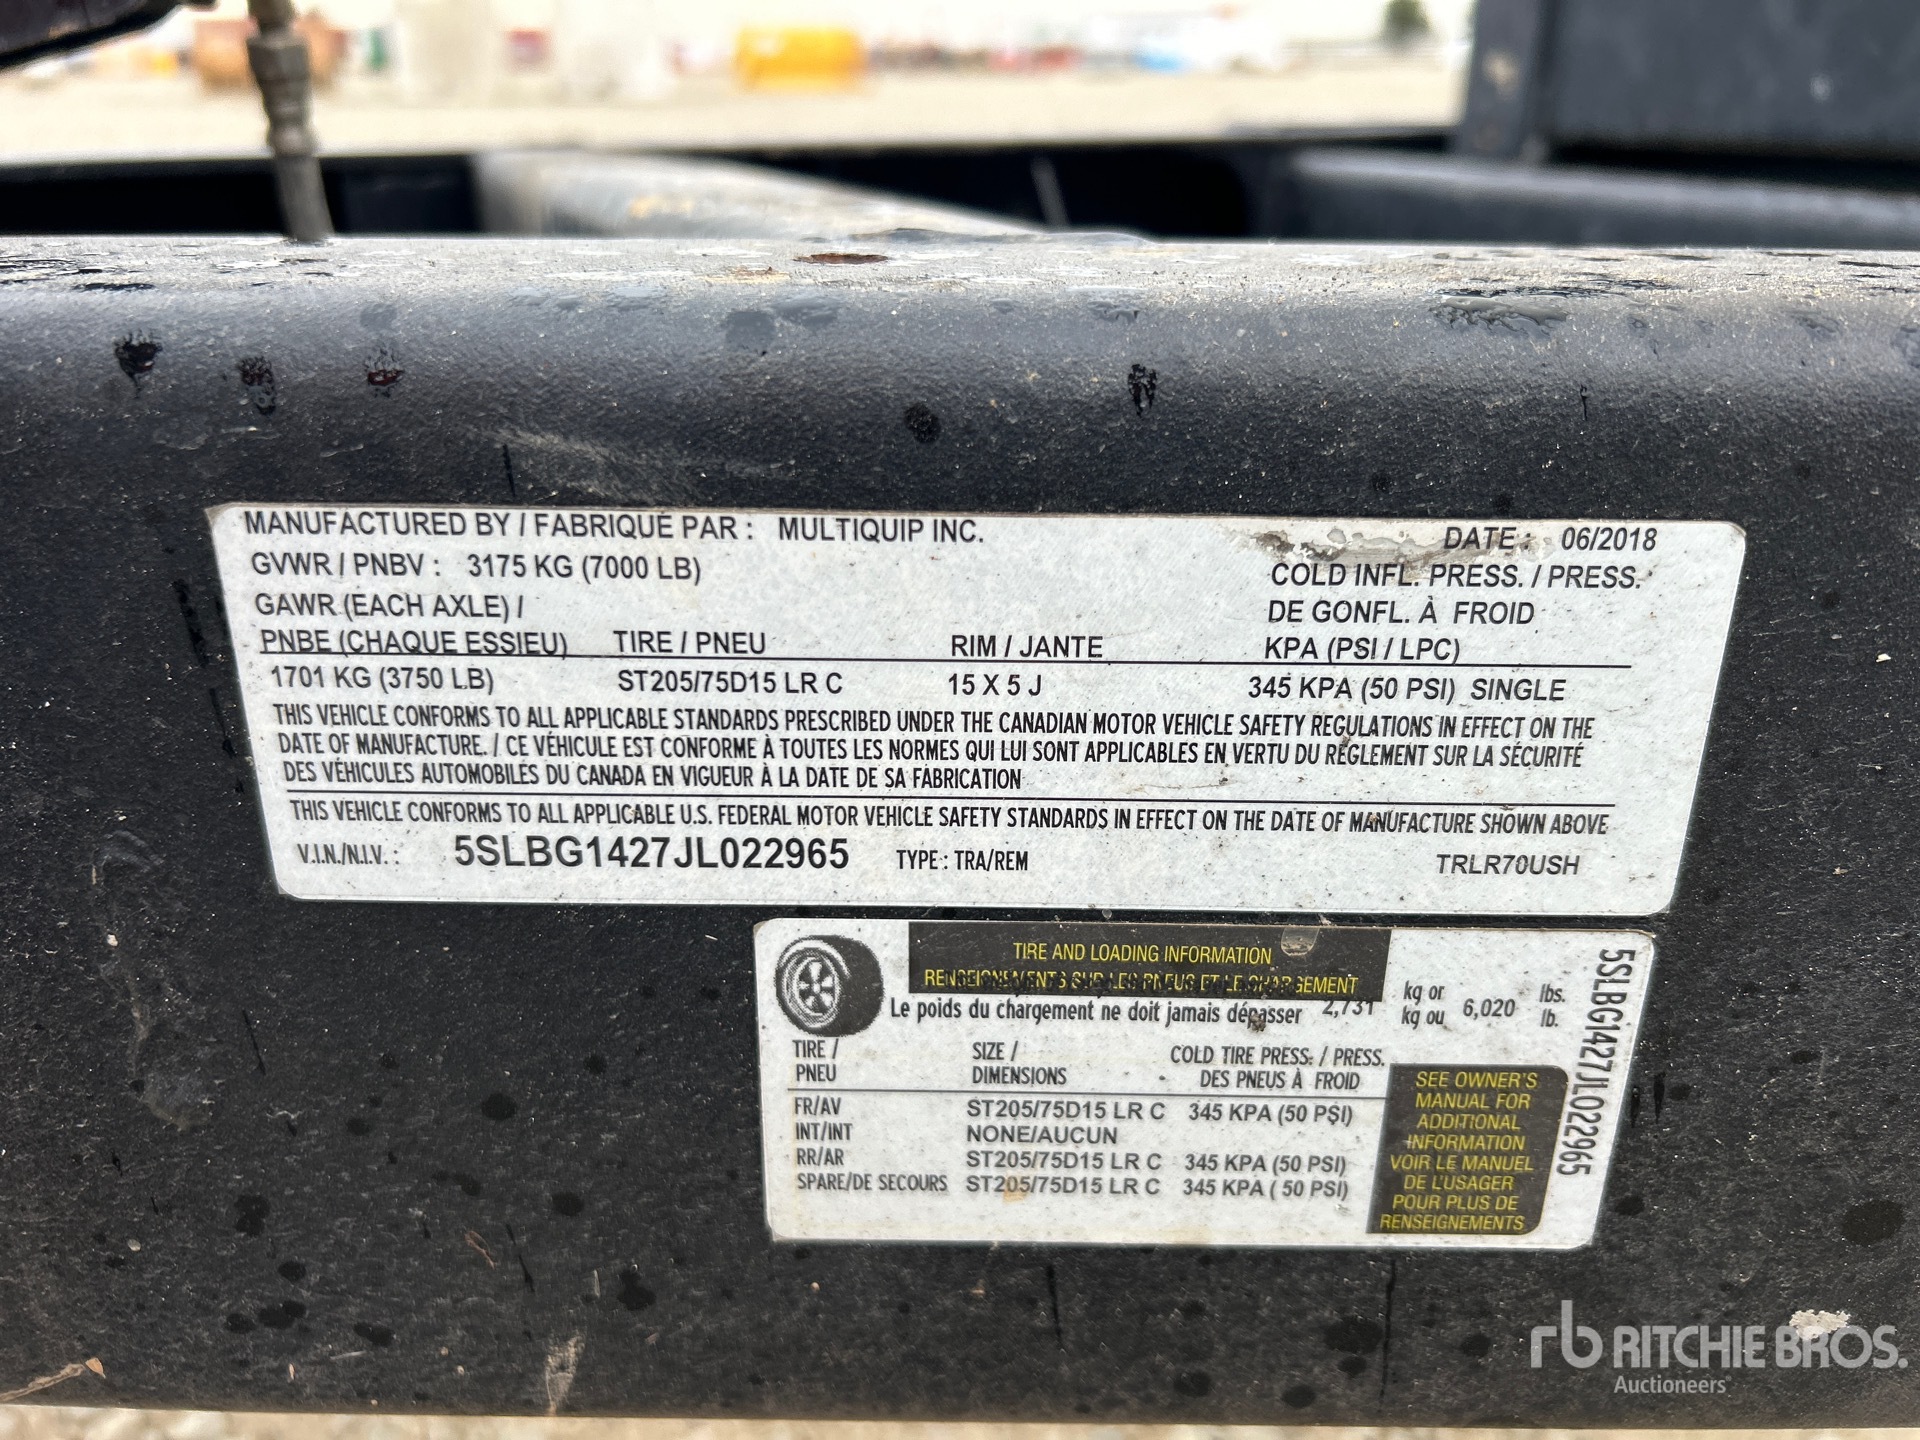 MANUFACTURED BY / FABRIQUÉ PAR : MULTIQUIP INC. DATE : 06/2018
GVWR / PNBV : 3175 KG (7000 LB) COLD INFL. PRESS. / PRESS.
GAWR (EACH AXLE) / DE GONFL. À FROID
PNBE (CHAQUE ESSIEU) TIRE / PNEU RIM / JANTE KPA (PSI / LPC)
1701 KG (3750 LB) ST205/75D15 LR C 15 X 5 J 345 KPA (50 PSI) SINGLE
THIS VEHICLE CONFORMS TO ALL APPLICABLE STANDARDS PRESCRIBED UNDER THE CANADIAN MOTOR VEHICLE SAFETY REGULATIONS IN EFFECT ON THE
DATE OF MANUFACTURE. / CE VÉHICULE EST CONFORME À TOUTES LES NORMES QUI LUI SONT APPLICABLES EN VERTU DU RÉGLEMENT SUR LA SÉCURITÉ
DES VÉHICULES AUTOMOBILES DU CANADA EN VIGUEUR À LA DATE DE SA FABRICATION
THIS VEHICLE CONFORMS TO ALL APPLICABLE U.S. FEDERAL MOTOR VEHICLE SAFETY STANDARDS IN EFFECT ON THE DATE OF MANUFACTURE SHOWN ABOVE
V.I.N./N.I.V. : 5SLBG1427JL022965 TYPE : TRA/REM TRLR70USH
TIRE AND LOADING INFORMATION
RENSEIGNEMENTS SUR LES PNEUS ET LE CHARGEMENT
Le poids du chargement ne doit jamais dépasser 2,731 kg or kg ou 6,020 lbs. lb.
TIRE / SIZE / COLD TIRE PRESS. / PRESS.
PNEU DIMENSIONS DES PNEUS À FROID
FR/AV ST205/75D15 LR C 345 KPA (50 PSI)
INT/INT NONE/AUCUN
RR/AR ST205/75D15 LR C 345 KPA (50 PSI)
SPARE/DE SECOURS ST205/75D15 LR C 345 KPA ( 50 PSI)
SEE OWNER'S
MANUAL FOR
ADDITIONAL
INFORMATION
VOIR LE MANUEL
DE L'USAGER
POUR PLUS DE
RENSEIGNEMENTS
5SLBG1427JL022965
rb RITCHIE BROS.
Auctioneers